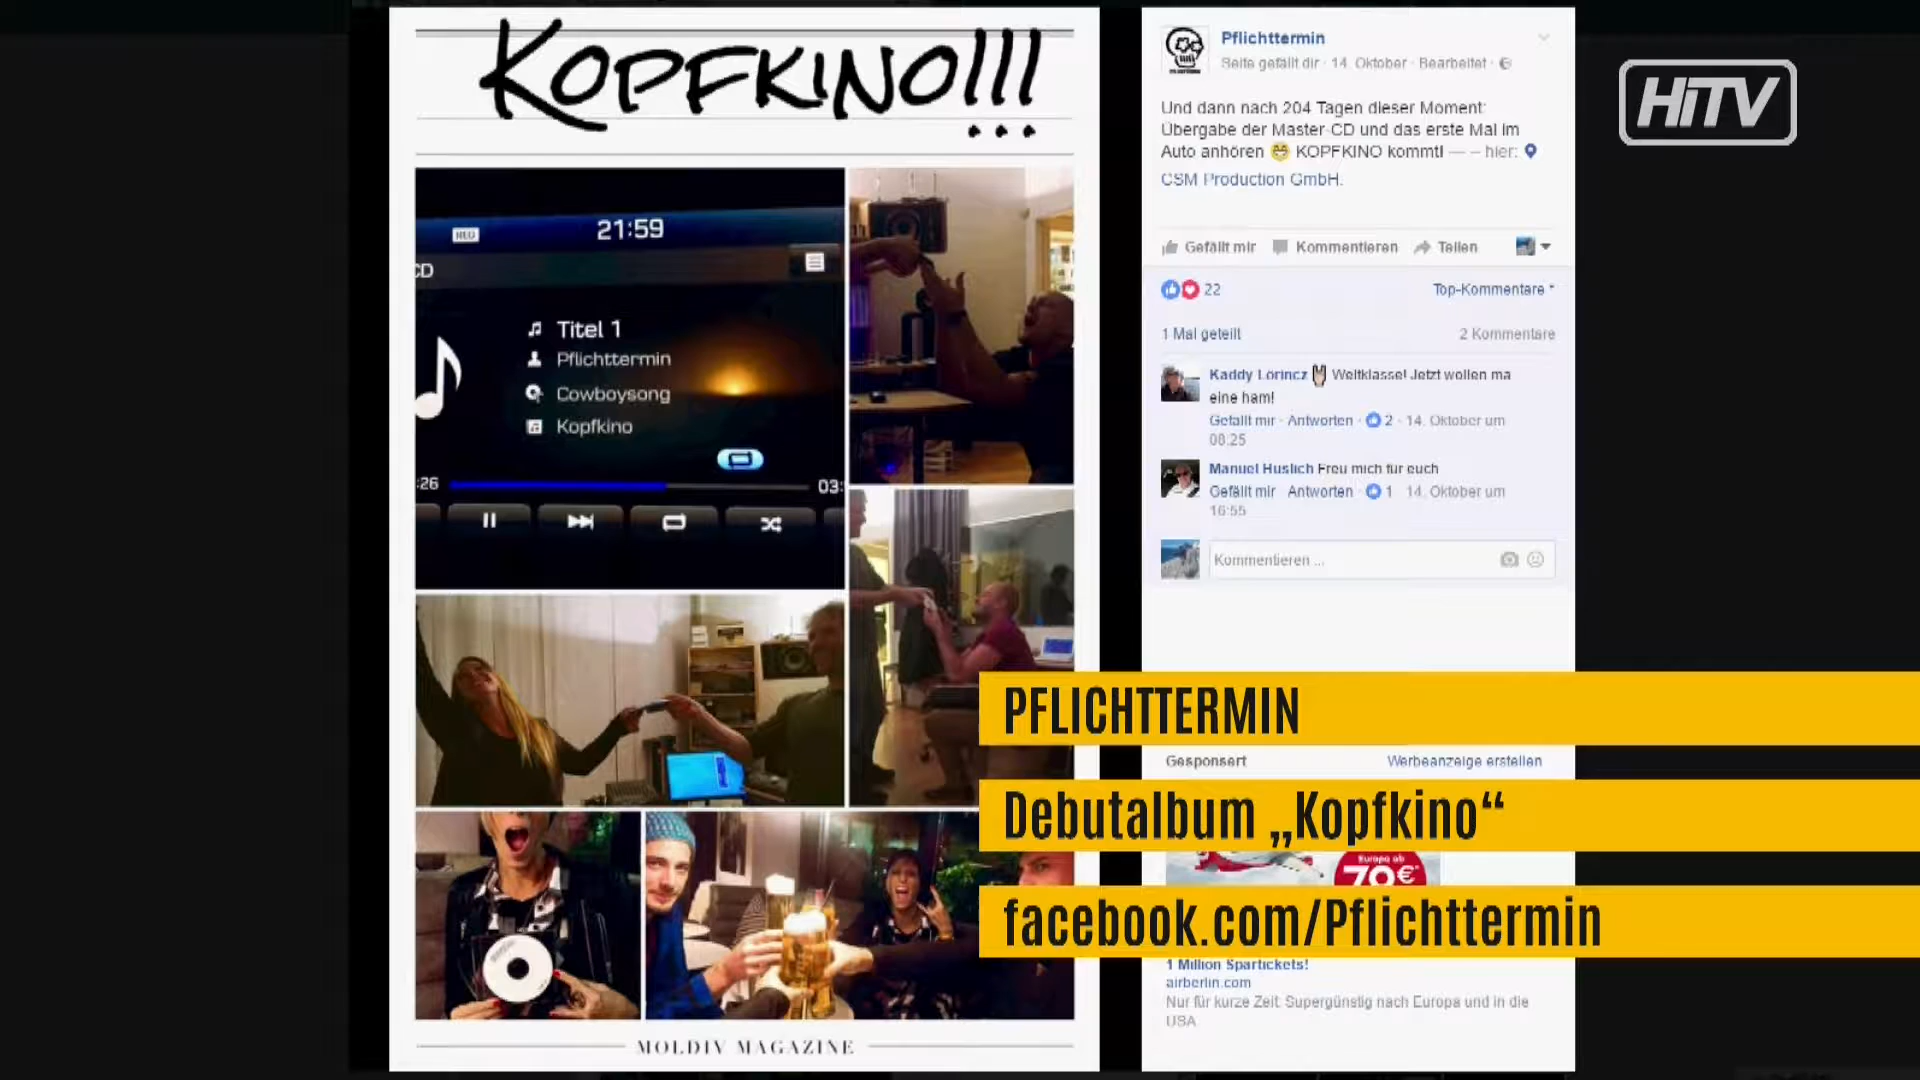 KOPFKINO!!!
...
21:59
CD
Titel 1
Pflichttermin
Cowboysong
Kopfkino
:26
03:
MOLDIV MAGAZINE
Pflichttermin
Seite gefällt dir · 14. Oktober · Bearbeitet ·
Und dann nach 204 Tagen dieser Moment:
Übergabe der Master-CD und das erste Mal im
Auto anhören 😁 KOPFKINO kommt! — – hier:
CSM Production GmbH.
Gefällt mir Kommentieren Teilen
22 Top-Kommentare
1 Mal geteilt 2 Kommentare
Kaddy Lorincz 🤘 Weltklasse! Jetzt wollen ma
eine ham!
Gefällt mir · Antworten · 2 · 14. Oktober um
08:25
Manuel Huslich Freu mich für euch
Gefällt mir · Antworten · 1 · 14. Oktober um
16:55
Kommentieren ...
HiTV
PFLICHTTERMIN
Gesponsert Werbeanzeige erstellen
Debutalbum „Kopfkino“
Europa ab
79€*
facebook.com/Pflichttermin
1 Million Spartickets!
airberlin.com
Nur für kurze Zeit: Supergünstig nach Europa und in die
USA